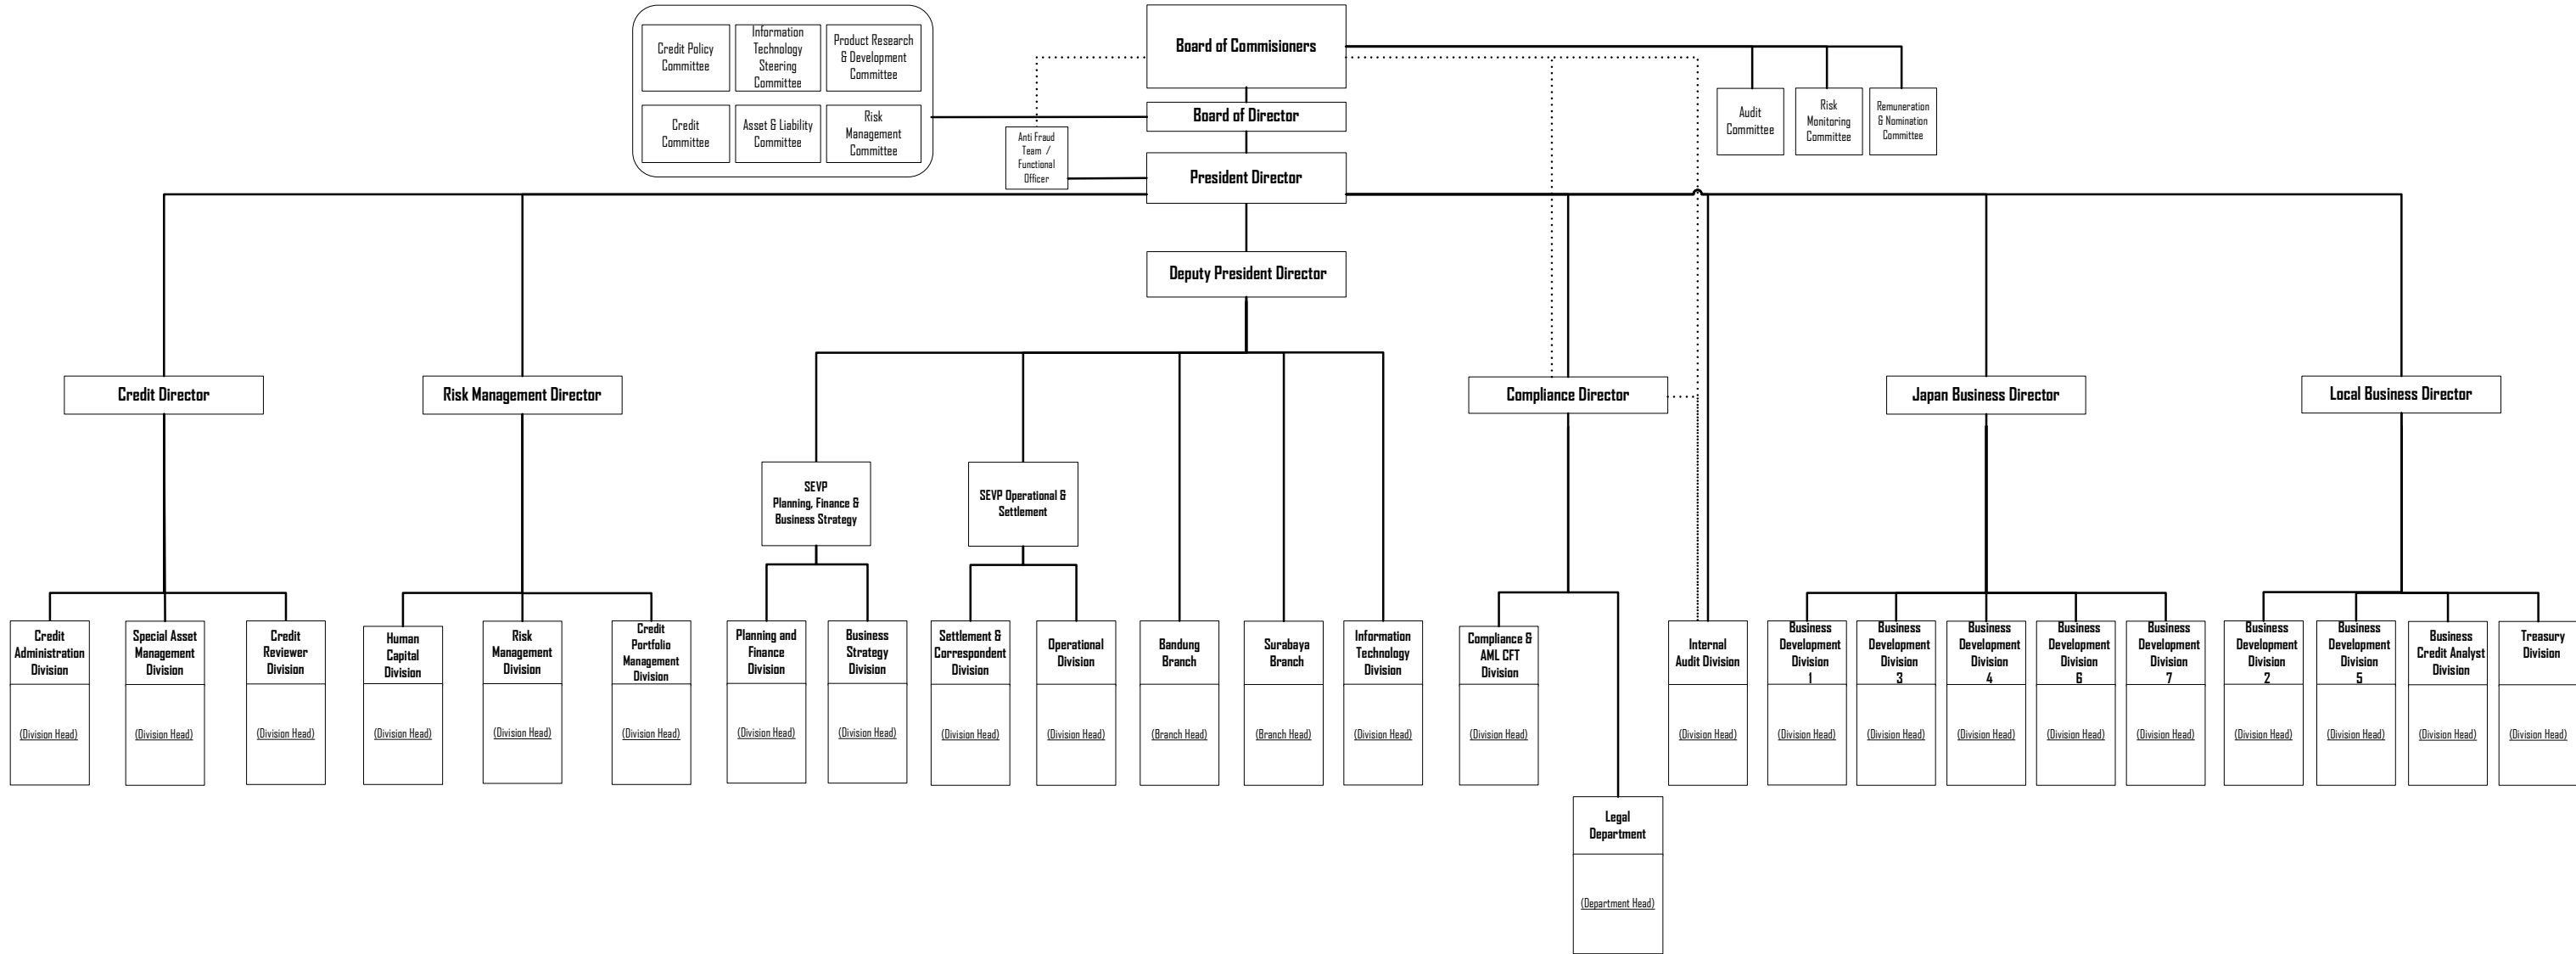 Credit Policy
Committee
Information
Technology
Steering
Committee
Product Research
& Development
Committee
Credit
Committee
Asset & Liability
Committee
Risk
Management
Committee
Board of Commisioners
Board of Director
Anti Fraud
Team /
Functional
Officer
President Director
Audit
Committee
Risk
Monitoring
Committee
Remuneration
& Nomination
Committee
Deputy President Director
Credit Director
Risk Management Director
Compliance Director
Japan Business Director
Local Business Director
SEVP
Planning, Finance &
Business Strategy
SEVP Operational &
Settlement
Credit
Administration
Division
(Division Head)
Special Asset
Management
Division
(Division Head)
Credit
Reviewer
Division
(Division Head)
Human
Capital
Division
(Division Head)
Risk
Management
Division
(Division Head)
Credit
Portfolio
Management
Division
(Division Head)
Planning and
Finance
Division
(Division Head)
Business
Strategy
Division
(Division Head)
Settlement &
Correspondent
Division
(Division Head)
Operational
Division
(Division Head)
Bandung
Branch
(Branch Head)
Surabaya
Branch
(Branch Head)
Information
Technology
Division
(Division Head)
Compliance &
AML CFT
Division
(Division Head)
Legal
Department
(Department Head)
Internal
Audit Division
(Division Head)
Business
Development
Division
1
(Division Head)
Business
Development
Division
3
(Division Head)
Business
Development
Division
4
(Division Head)
Business
Development
Division
6
(Division Head)
Business
Development
Division
7
(Division Head)
Business
Development
Division
2
(Division Head)
Business
Development
Division
5
(Division Head)
Business
Credit Analyst
Division
(Division Head)
Treasury
Division
(Division Head)